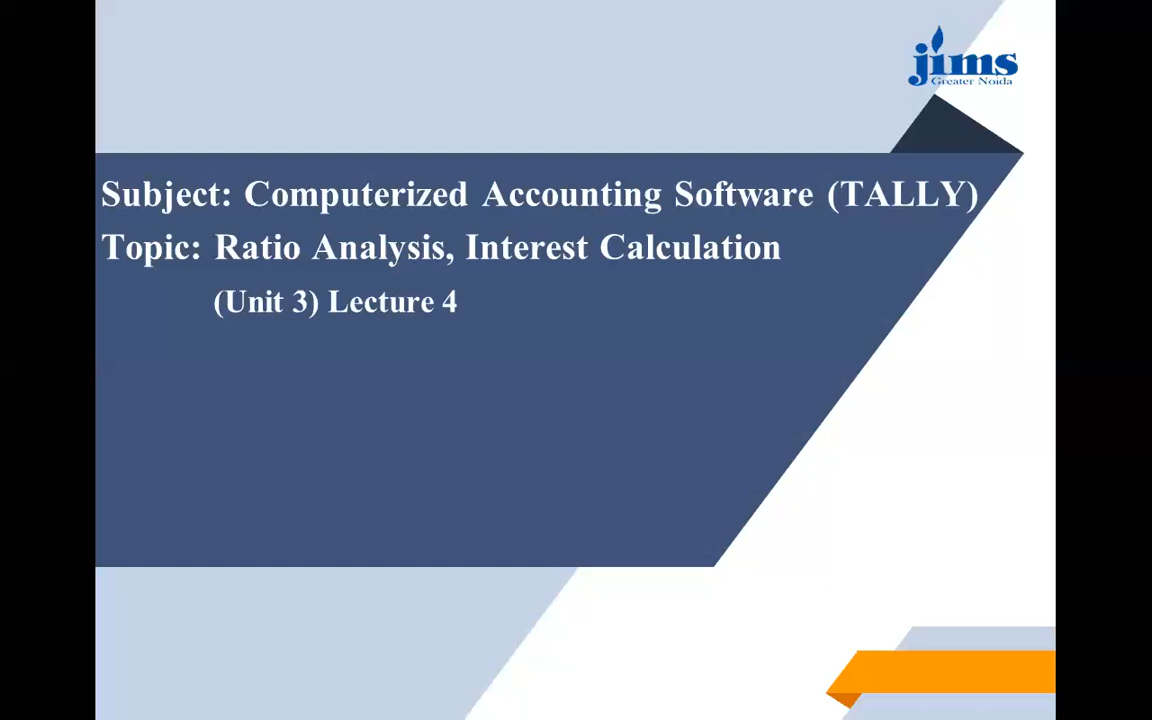 jims
Greater Noida
Subject: Computerized Accounting Software (TALLY)
Topic: Ratio Analysis, Interest Calculation
(Unit 3) Lecture 4